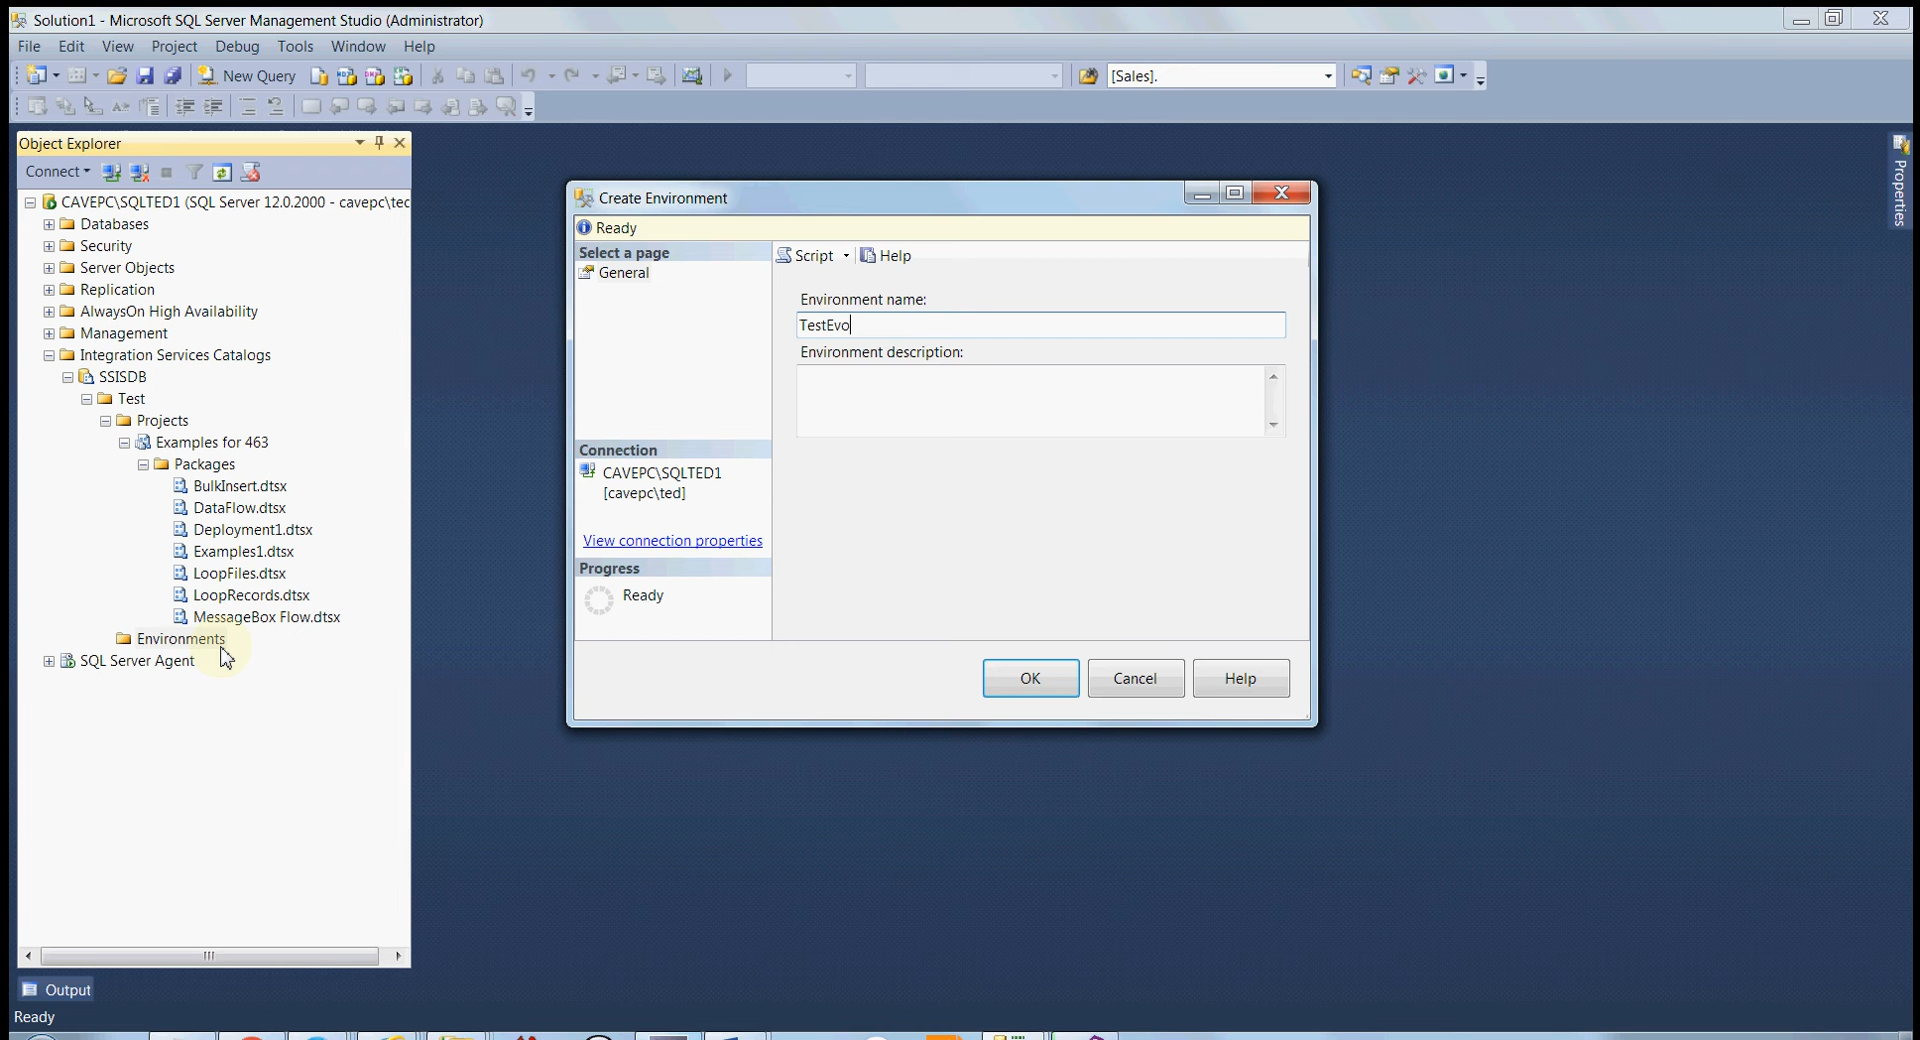 Solution1 - Microsoft SQL Server Management Studio (Administrator)
File Edit View Project Debug Tools Window Help
New Query
[Sales].
Object Explorer
Connect
CAVEPC\SQLTED1 (SQL Server 12.0.2000 - cavepc\tec
Databases
Security
Server Objects
Replication
AlwaysOn High Availability
Management
Integration Services Catalogs
SSISDB
Test
Projects
Examples for 463
Packages
BulkInsert.dtsx
DataFlow.dtsx
Deployment1.dtsx
Examples1.dtsx
LoopFiles.dtsx
LoopRecords.dtsx
MessageBox Flow.dtsx
Environments
SQL Server Agent
Output
Ready
Create Environment
Ready
Select a page
General
Script Help
Environment name:
TestEvo
Environment description:
Connection
CAVEPC\SQLTED1
[cavepc\ted]
View connection properties
Progress
Ready
OK Cancel Help
Properties